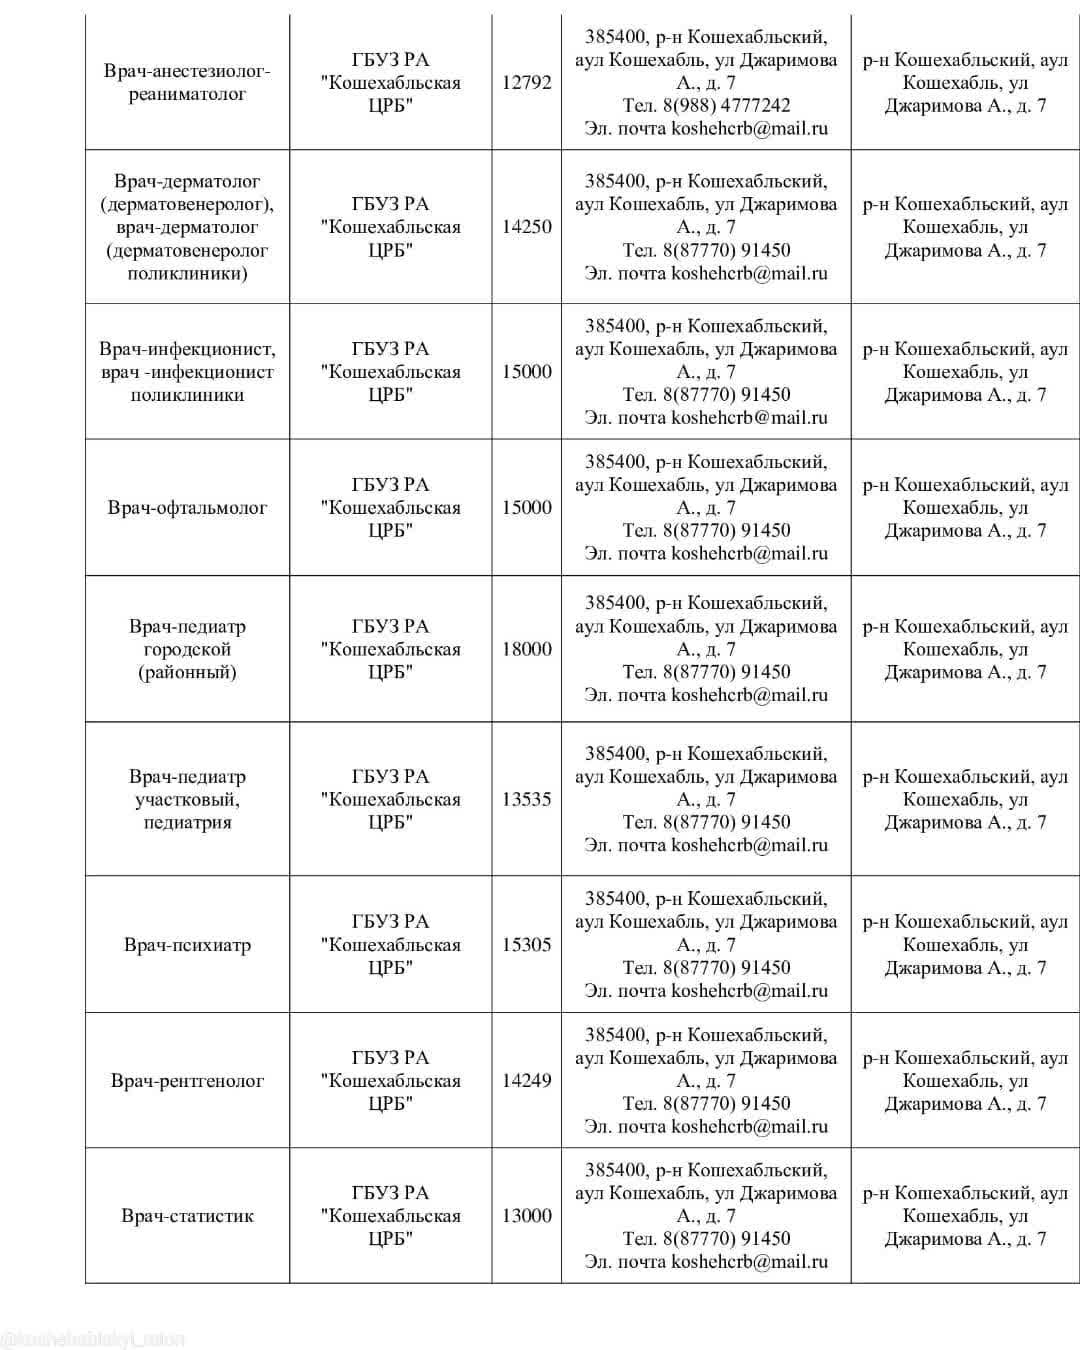 Врач-анестезиолог-
реаниматолог
ГБУЗ РА
"Кошехабльская
ЦРБ"
12792
385400, р-н Кошехабльский,
аул Кошехабль, ул Джаримова
А., д. 7
Тел. 8(988) 4777242
Эл. почта koshehcrb@mail.ru
р-н Кошехабльский, аул
Кошехабль, ул
Джаримова А., д. 7
Врач-дерматолог
(дерматовенеролог),
врач-дерматолог
(дерматовенеролог
поликлиники)
ГБУЗ РА
"Кошехабльская
ЦРБ"
14250
385400, р-н Кошехабльский,
аул Кошехабль, ул Джаримова
А., д. 7
Тел. 8(87770) 91450
Эл. почта koshehcrb@mail.ru
р-н Кошехабльский, аул
Кошехабль, ул
Джаримова А., д. 7
Врач-инфекционист,
врач -инфекционист
поликлиники
ГБУЗ РА
"Кошехабльская
ЦРБ"
15000
385400, р-н Кошехабльский,
аул Кошехабль, ул Джаримова
А., д. 7
Тел. 8(87770) 91450
Эл. почта koshehcrb@mail.ru
р-н Кошехабльский, аул
Кошехабль, ул
Джаримова А., д. 7
Врач-офтальмолог
ГБУЗ РА
"Кошехабльская
ЦРБ"
15000
385400, р-н Кошехабльский,
аул Кошехабль, ул Джаримова
А., д. 7
Тел. 8(87770) 91450
Эл. почта koshehcrb@mail.ru
р-н Кошехабльский, аул
Кошехабль, ул
Джаримова А., д. 7
Врач-педиатр
городской
(районный)
ГБУЗ РА
"Кошехабльская
ЦРБ"
18000
385400, р-н Кошехабльский,
аул Кошехабль, ул Джаримова
А., д. 7
Тел. 8(87770) 91450
Эл. почта koshehcrb@mail.ru
р-н Кошехабльский, аул
Кошехабль, ул
Джаримова А., д. 7
Врач-педиатр
участковый,
педиатрия
ГБУЗ РА
"Кошехабльская
ЦРБ"
13535
385400, р-н Кошехабльский,
аул Кошехабль, ул Джаримова
А., д. 7
Тел. 8(87770) 91450
Эл. почта koshehcrb@mail.ru
р-н Кошехабльский, аул
Кошехабль, ул
Джаримова А., д. 7
Врач-психиатр
ГБУЗ РА
"Кошехабльская
ЦРБ"
15305
385400, р-н Кошехабльский,
аул Кошехабль, ул Джаримова
А., д. 7
Тел. 8(87770) 91450
Эл. почта koshehcrb@mail.ru
р-н Кошехабльский, аул
Кошехабль, ул
Джаримова А., д. 7
Врач-рентгенолог
ГБУЗ РА
"Кошехабльская
ЦРБ"
14249
385400, р-н Кошехабльский,
аул Кошехабль, ул Джаримова
А., д. 7
Тел. 8(87770) 91450
Эл. почта koshehcrb@mail.ru
р-н Кошехабльский, аул
Кошехабль, ул
Джаримова А., д. 7
Врач-статистик
ГБУЗ РА
"Кошехабльская
ЦРБ"
13000
385400, р-н Кошехабльский,
аул Кошехабль, ул Джаримова
А., д. 7
Тел. 8(87770) 91450
Эл. почта koshehcrb@mail.ru
р-н Кошехабльский, аул
Кошехабль, ул
Джаримова А., д. 7